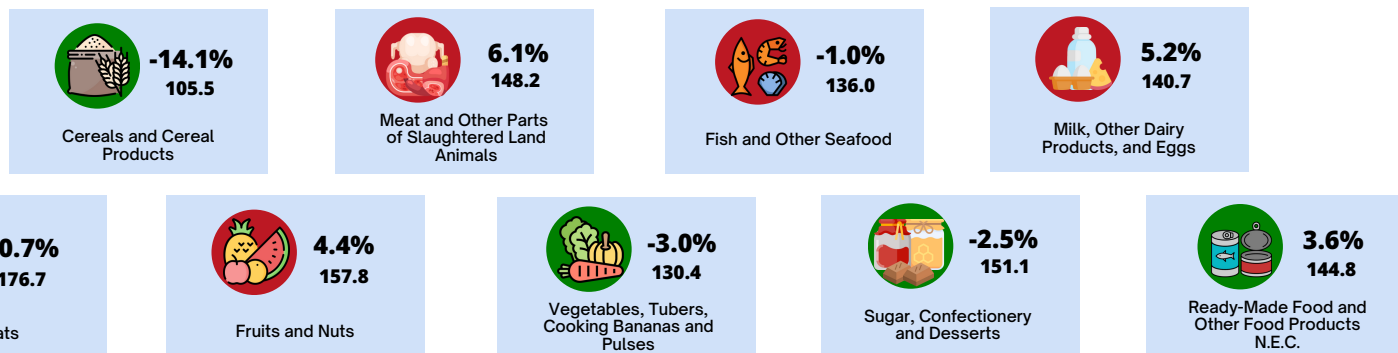 -14.1%
105.5
Cereals and Cereal
Products
6.1%
148.2
Meat and Other Parts
of Slaughtered Land
Animals
-1.0%
136.0
Fish and Other Seafood
5.2%
140.7
Milk, Other Dairy
Products, and Eggs
0.7%
176.7
ats
4.4%
157.8
Fruits and Nuts
-3.0%
130.4
Vegetables, Tubers,
Cooking Bananas and
Pulses
-2.5%
151.1
Sugar, Confectionery
and Desserts
3.6%
144.8
Ready-Made Food and
Other Food Products
N.E.C.